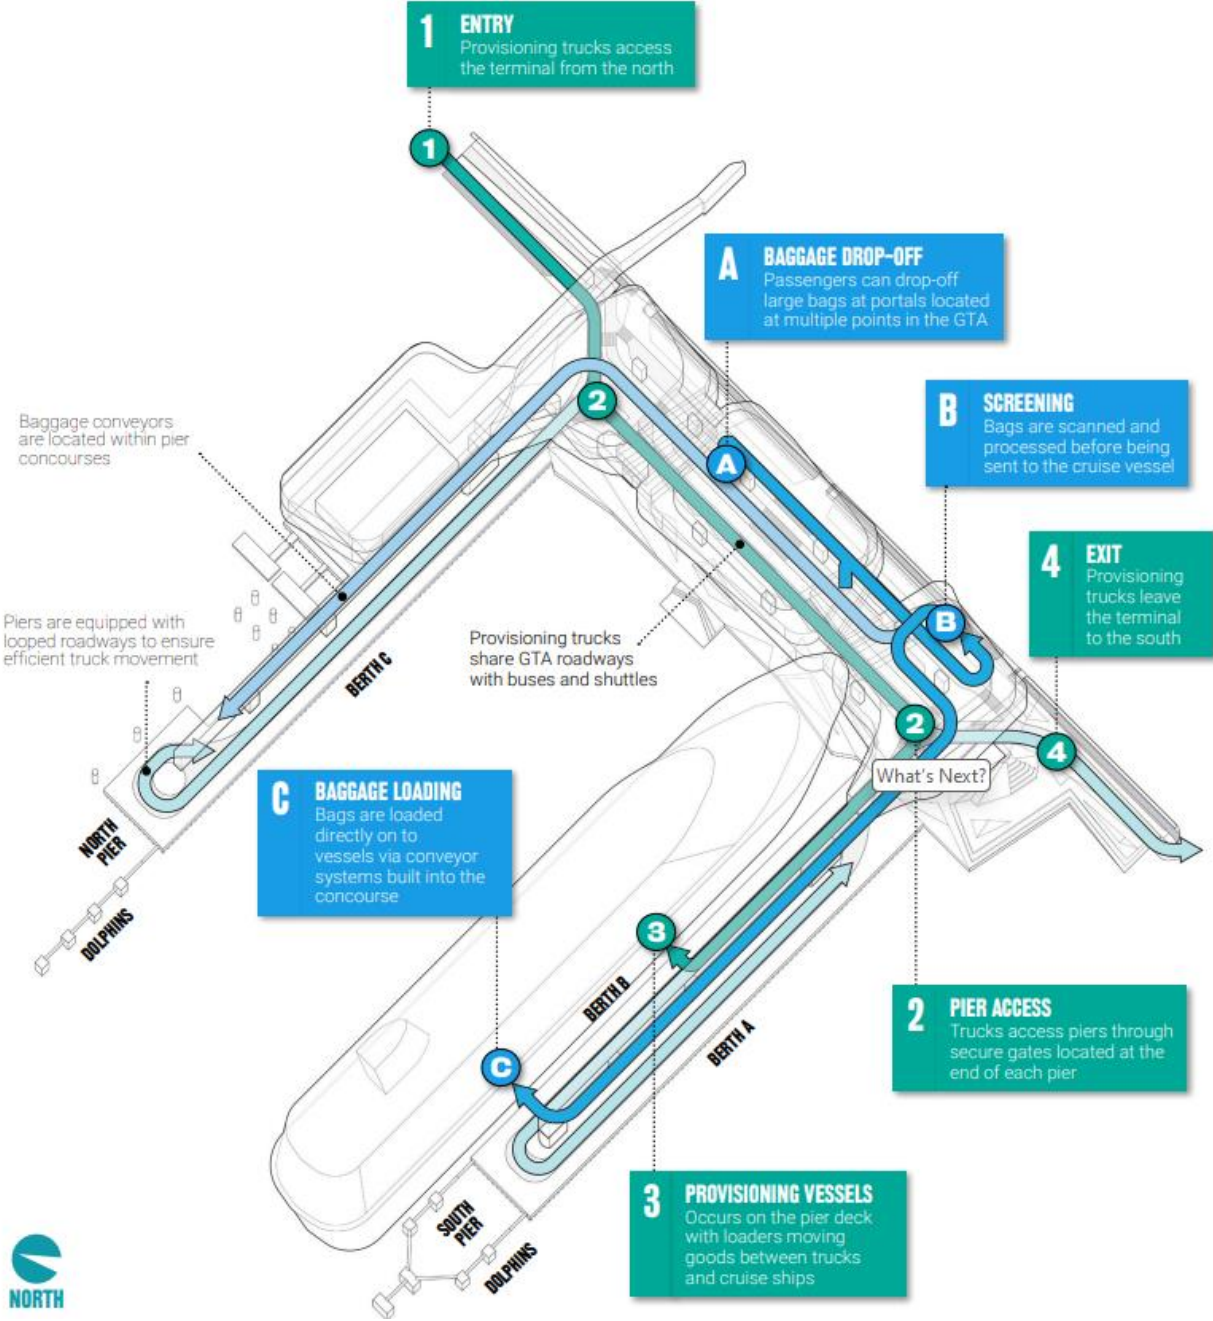 1 ENTRY
Provisioning trucks access
the terminal from the north
1
A BAGGAGE DROP-OFF
Passengers can drop-off
large bags at portals located
at multiple points in the GTA
B SCREENING
Bags are scanned and
processed before being
sent to the cruise vessel
2
Baggage conveyors
are located within pier
concourses
A
4 EXIT
Provisioning
trucks leave
the terminal
to the south
Piers are equipped with
looped roadways to ensure
efficient truck movement
B
Provisioning trucks
share GTA roadways
with buses and shuttles
BERTH C
2
4
What's Next?
C BAGGAGE LOADING
Bags are loaded
directly on to
vessels via conveyor
systems built into the
concourse
NORTH
PIER
DOLPHINS
3
BERTH B
BERTH A
2 PIER ACCESS
Trucks access piers through
secure gates located at the
end of each pier
C
3 PROVISIONING VESSELS
Occurs on the pier deck
with loaders moving
goods between trucks
and cruise ships
SOUTH
PIER
DOLPHINS
NORTH